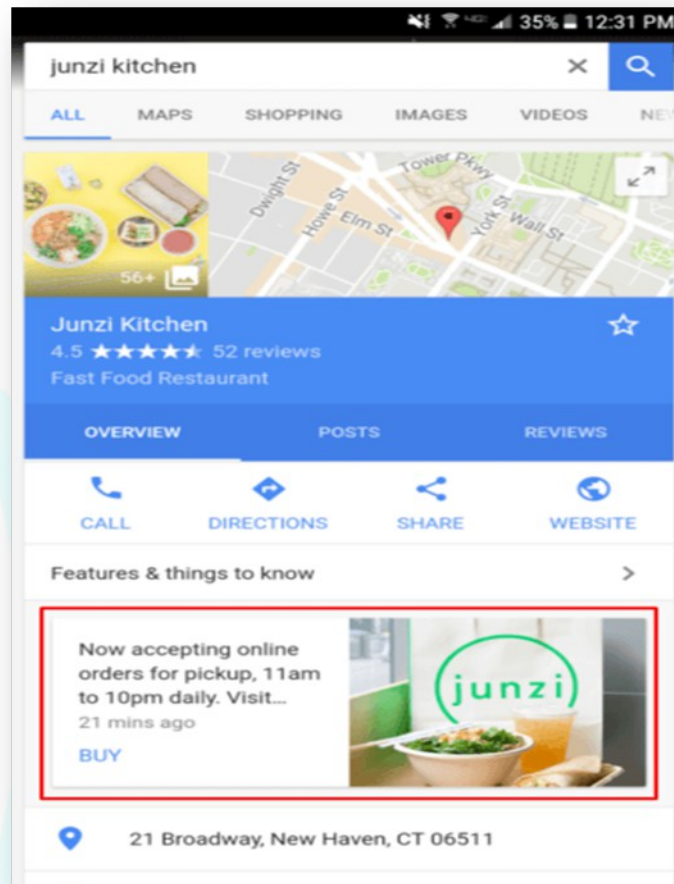 35% 12:31 PM
junzi kitchen
ALL MAPS SHOPPING IMAGES VIDEOS
Dwight St
Howe St
Elm St
Tower Pkwy
York St
Wall St
56+
Junzi Kitchen
4.5 52 reviews
Fast Food Restaurant
OVERVIEW POSTS REVIEWS
CALL DIRECTIONS SHARE WEBSITE
Features & things to know
Now accepting online
orders for pickup, 11am
to 10pm daily. Visit...
21 mins ago
BUY
junzi
21 Broadway, New Haven, CT 06511